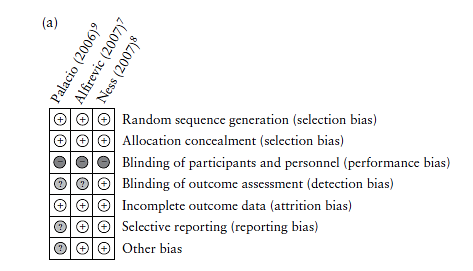 (a)
Palacio (2006)⁹
Alfirevic (2007)⁷
Ness (2007)⁸
+ + + Random sequence generation (selection bias)
+ + + Allocation concealment (selection bias)
− − − Blinding of participants and personnel (performance bias)
? ? + Blinding of outcome assessment (detection bias)
+ + + Incomplete outcome data (attrition bias)
? + + Selective reporting (reporting bias)
? + + Other bias